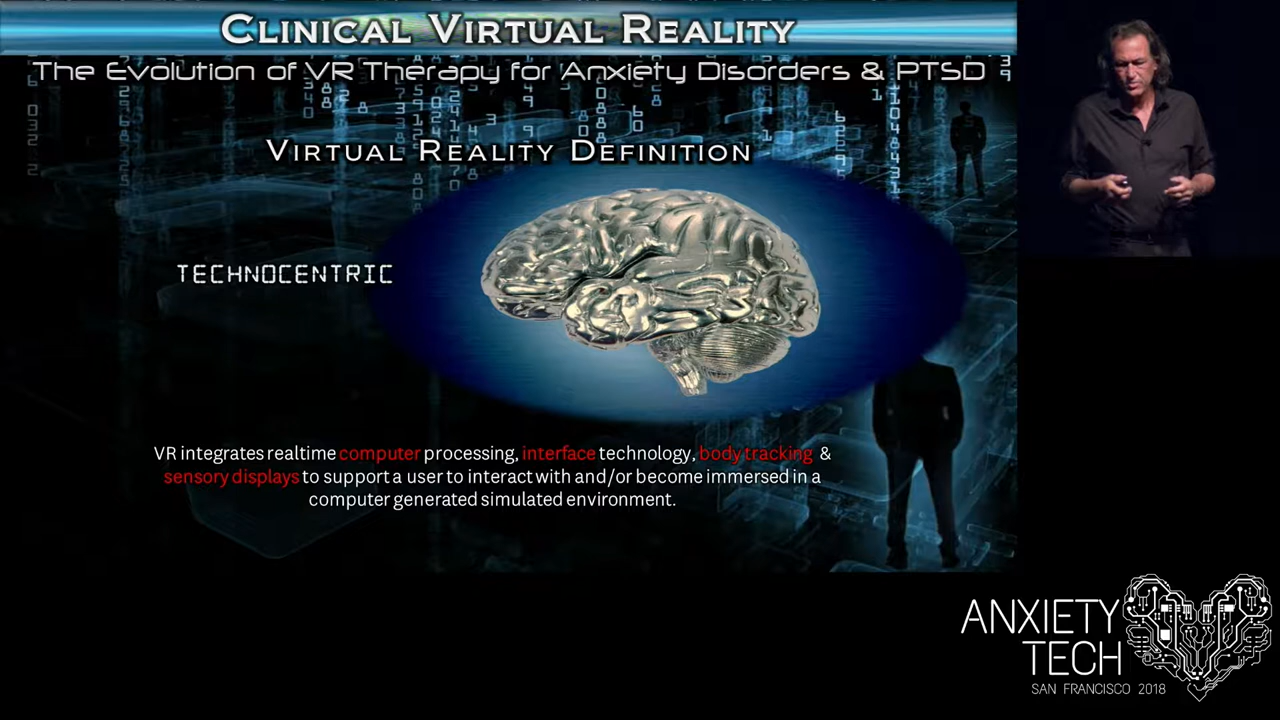 CLINICAL VIRTUAL REALITY
The Evolution of VR Therapy for Anxiety Disorders & PTSD
VIRTUAL REALITY DEFINITION
TECHNOCENTRIC
VR integrates realtime computer processing, interface technology, body tracking &
sensory displays to support a user to interact with and/or become immersed in a
computer generated simulated environment.
ANXIETY
TECH
SAN FRANCISCO 2018